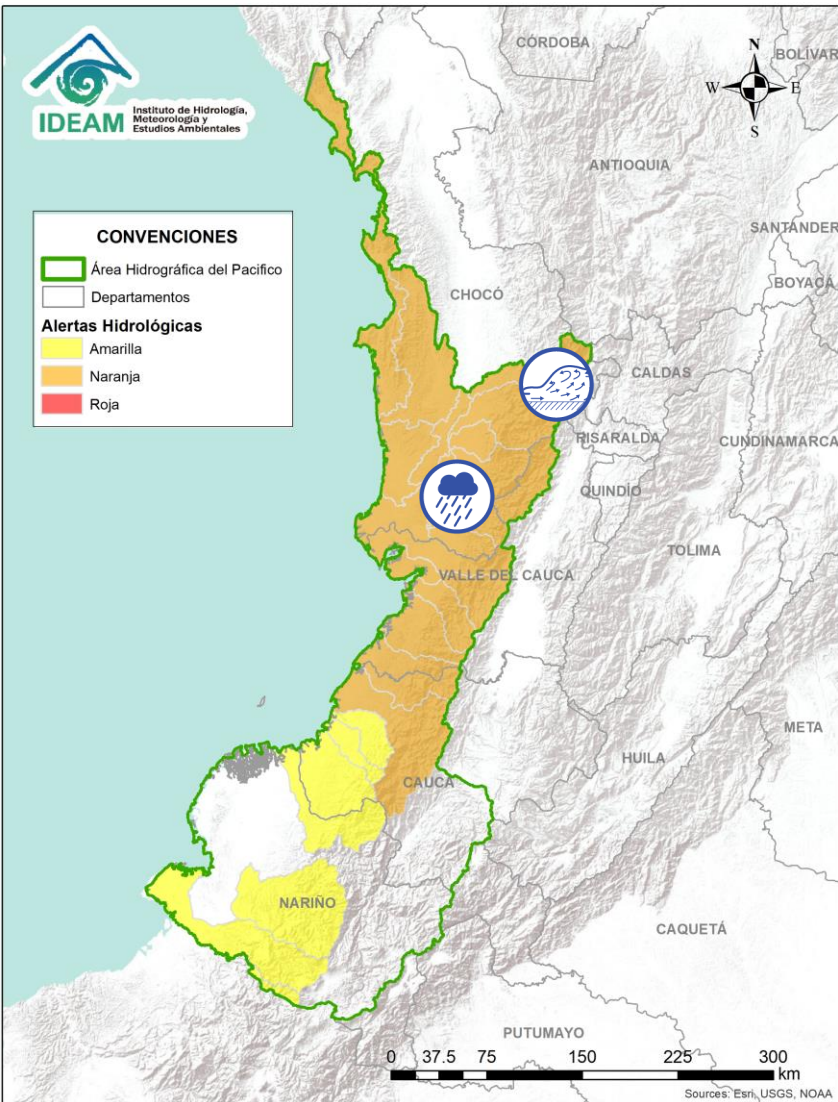 IDEAM
Instituto de Hidrología,
Meteorología y
Estudios Ambientales
CONVENCIONES
Área Hidrográfica del Pacifico
Departamentos
Alertas Hidrológicas
Amarilla
Naranja
Roja
N
W
E
S
CÓRDOBA
BOLÍVAR
ANTIOQUIA
SANTANDER
BOYACÁ
CHOCÓ
CALDAS
RISARALDA
CUNDINAMARCA
QUINDÍO
TOLIMA
VALLE DEL CAUCA
META
HUILA
CAUCA
NARIÑO
CAQUETÁ
PUTUMAYO
0 37.5 75 150 225 300
km
Sources: Esri, USGS, NOAA